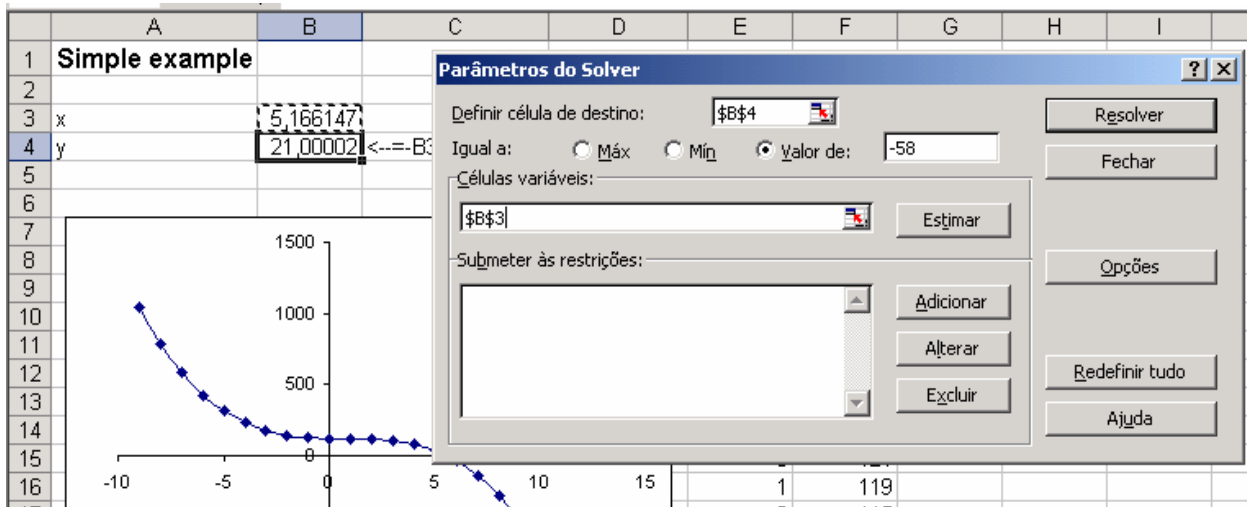 A B C D E F G H I
1 Simple example
Parâmetros do Solver
2
3 x 5,166147
Definir célula de destino: $B$4
Resolver
4 y 21,00002 <--=-B3
Igual a: Máx Mín Valor de: -58
Fechar
5
Células variáveis:
6
$B$3
Estimar
7
1500
8
Submeter às restrições:
Opções
9
Adicionar
10
1000
11
Alterar
12
500
Redefinir tudo
13
Excluir
14
Ajuda
15
0
16
-10 -5 0 5 10 15
1 119